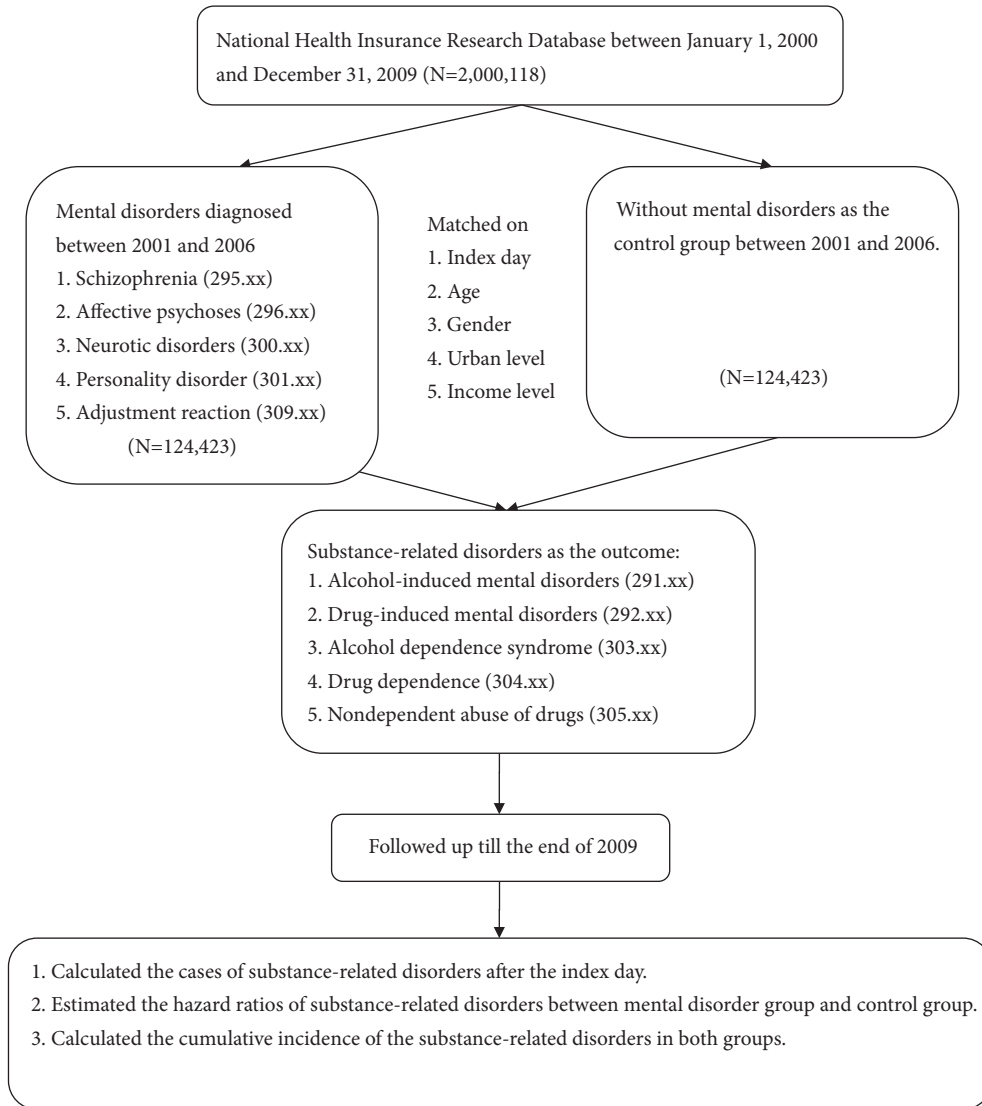 National Health Insurance Research Database between January 1, 2000
and December 31, 2009 (N=2,000,118)
Mental disorders diagnosed
between 2001 and 2006
1. Schizophrenia (295.xx)
2. Affective psychoses (296.xx)
3. Neurotic disorders (300.xx)
4. Personality disorder (301.xx)
5. Adjustment reaction (309.xx)
(N=124,423)
Matched on
1. Index day
2. Age
3. Gender
4. Urban level
5. Income level
Without mental disorders as the
control group between 2001 and 2006.
(N=124,423)
Substance-related disorders as the outcome:
1. Alcohol-induced mental disorders (291.xx)
2. Drug-induced mental disorders (292.xx)
3. Alcohol dependence syndrome (303.xx)
4. Drug dependence (304.xx)
5. Nondependent abuse of drugs (305.xx)
Followed up till the end of 2009
1. Calculated the cases of substance-related disorders after the index day.
2. Estimated the hazard ratios of substance-related disorders between mental disorder group and control group.
3. Calculated the cumulative incidence of the substance-related disorders in both groups.